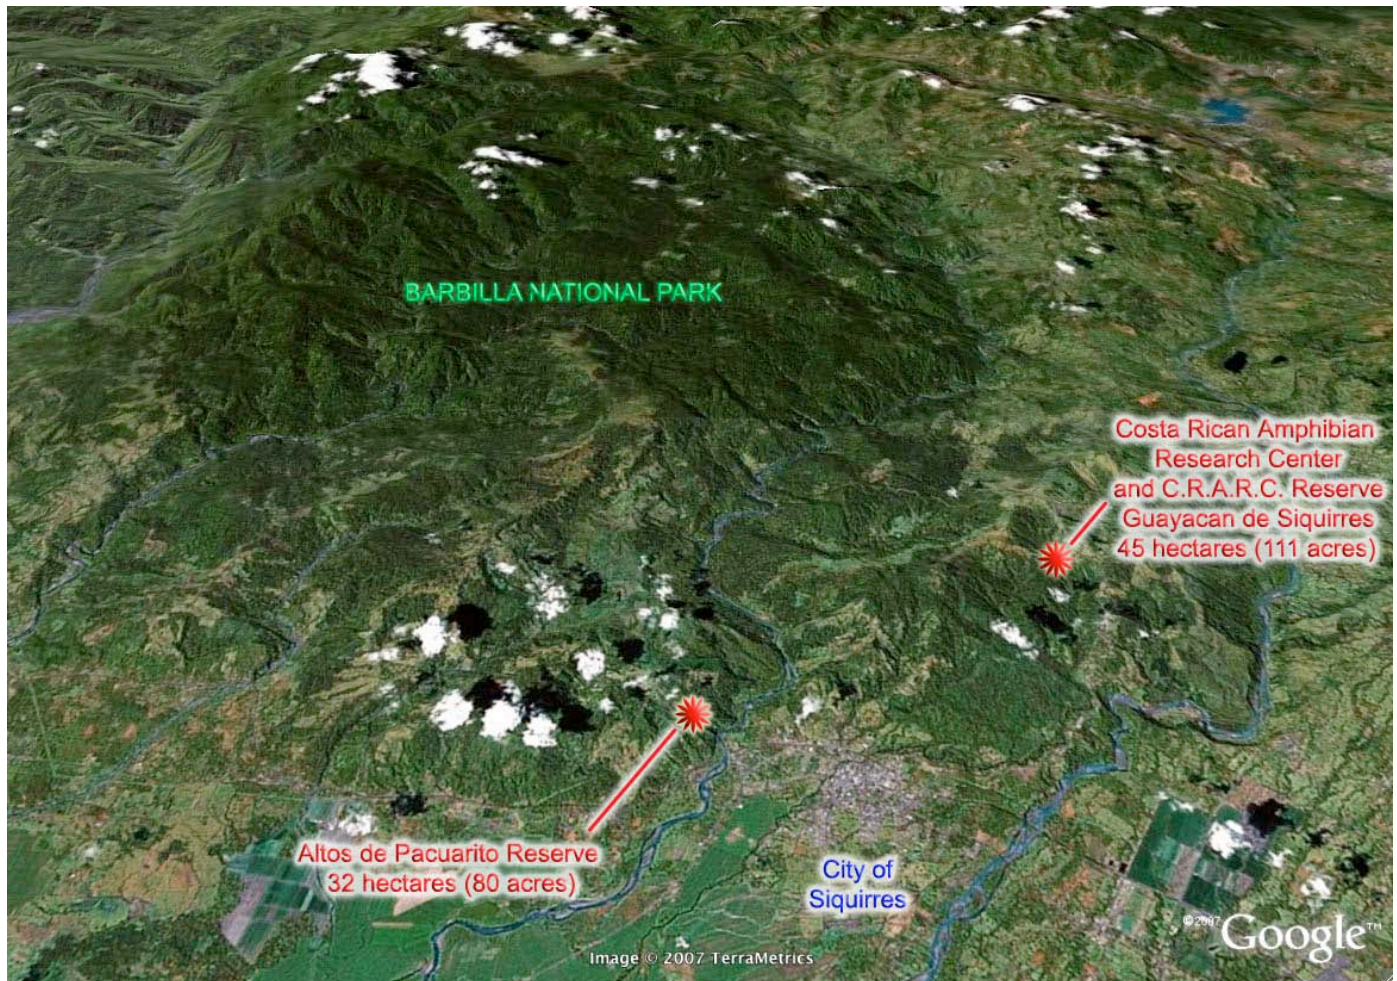 BARBILLA NATIONAL PARK
Costa Rican Amphibian
Research Center
and C.R.A.R.C. Reserve
Guayacan de Siquirres
45 hectares (111 acres)
Altos de Pacuarito Reserve
32 hectares (80 acres)
City of
Siquirres
©2007 Google™
Image © 2007 TerraMetrics